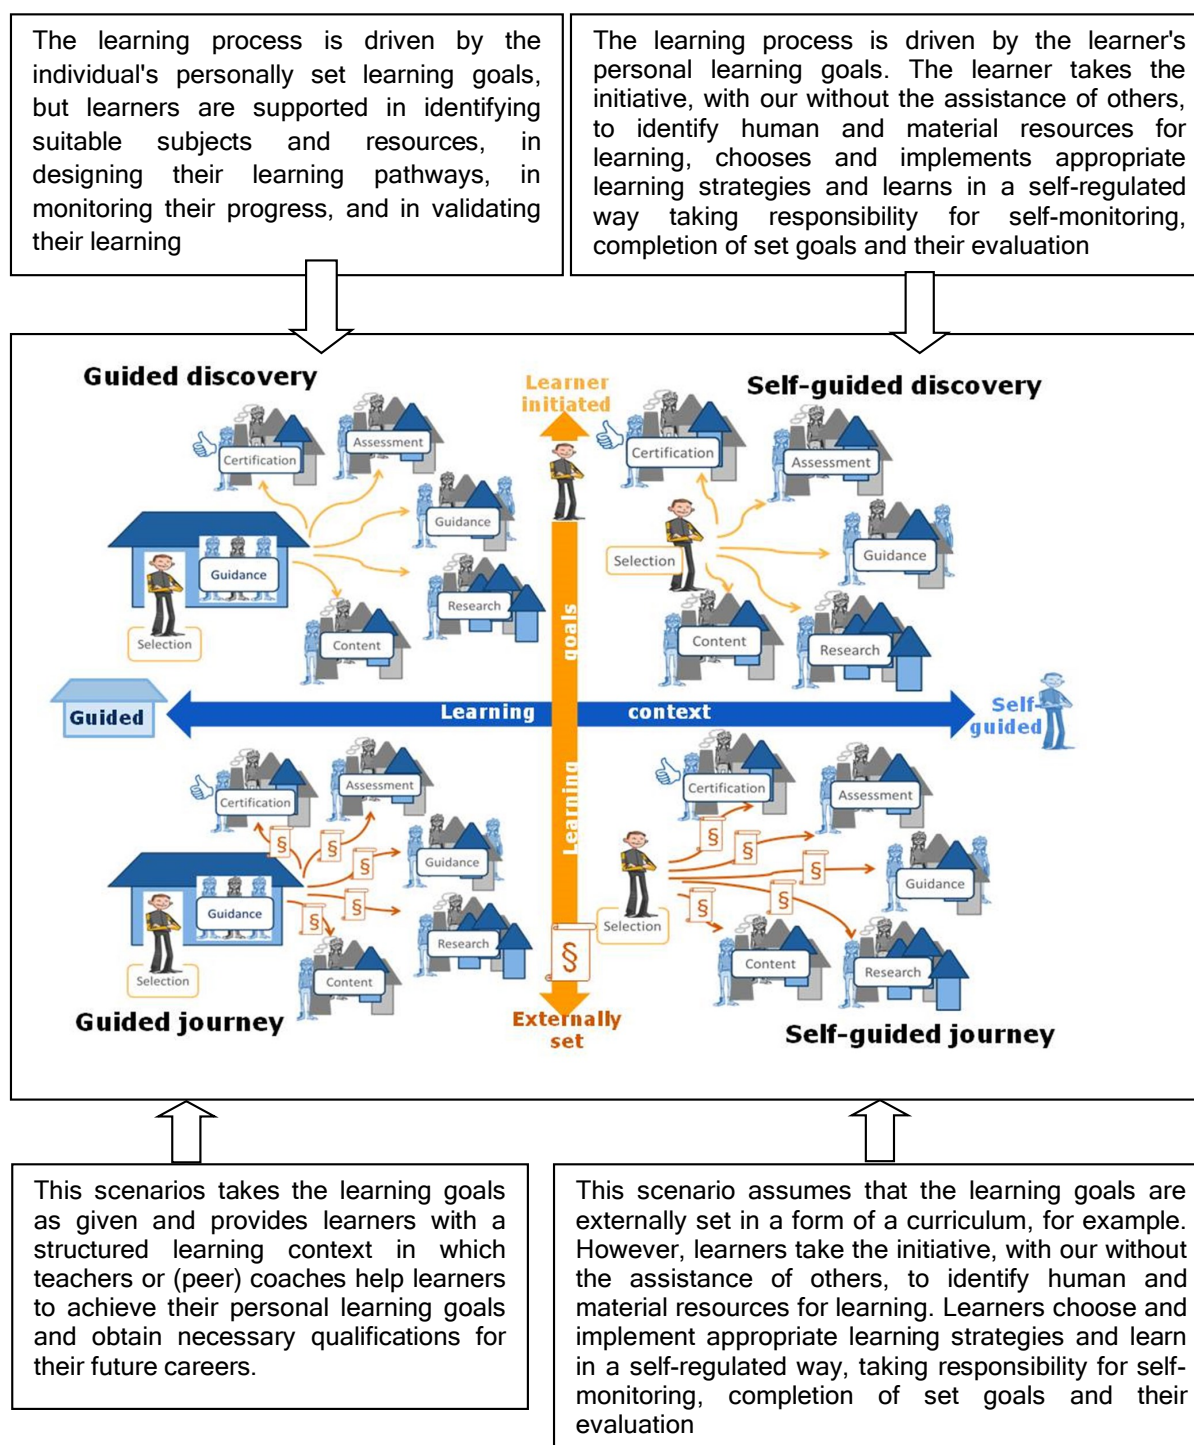 The learning process is driven by the
individual's personally set learning goals,
but learners are supported in identifying
suitable subjects and resources, in
designing their learning pathways, in
monitoring their progress, and in validating
their learning
The learning process is driven by the learner's
personal learning goals. The learner takes the
initiative, with our without the assistance of others,
to identify human and material resources for
learning, chooses and implements appropriate
learning strategies and learns in a self-regulated
way taking responsibility for self-monitoring,
completion of set goals and their evaluation
Guided discovery
Learner
initiated
Self-guided discovery
Certification
Assessment
Guidance
Guidance
Research
Content
Selection
Certification
Assessment
Selection
Guidance
Content
Research
goals
Guided
Learning context
Self-
guided
Learning
Certification
Assessment
Guidance
Guidance
Research
Content
Selection
§
§
§
§
§
Certification
Assessment
Guidance
Selection
Content
Research
§
§
§
§
§
§
Guided journey
Externally
set
Self-guided journey
This scenarios takes the learning goals
as given and provides learners with a
structured learning context in which
teachers or (peer) coaches help learners
to achieve their personal learning goals
and obtain necessary qualifications for
their future careers.
This scenario assumes that the learning goals are
externally set in a form of a curriculum, for example.
However, learners take the initiative, with our without
the assistance of others, to identify human and
material resources for learning. Learners choose and
implement appropriate learning strategies and learn
in a self-regulated way, taking responsibility for self-
monitoring, completion of set goals and their
evaluation